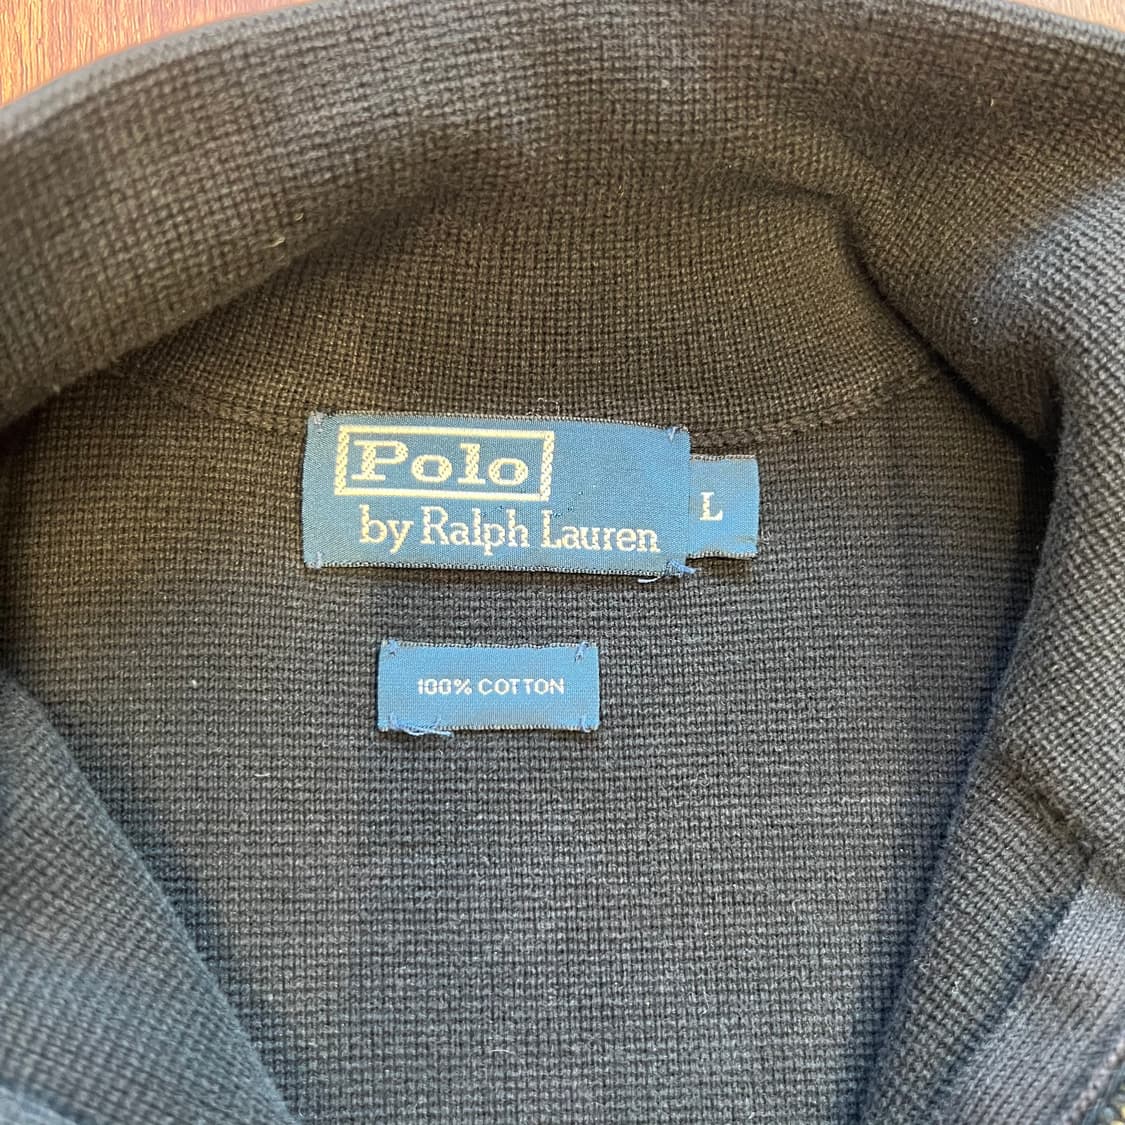 Polo
by Ralph Lauren
L
100% COTTON